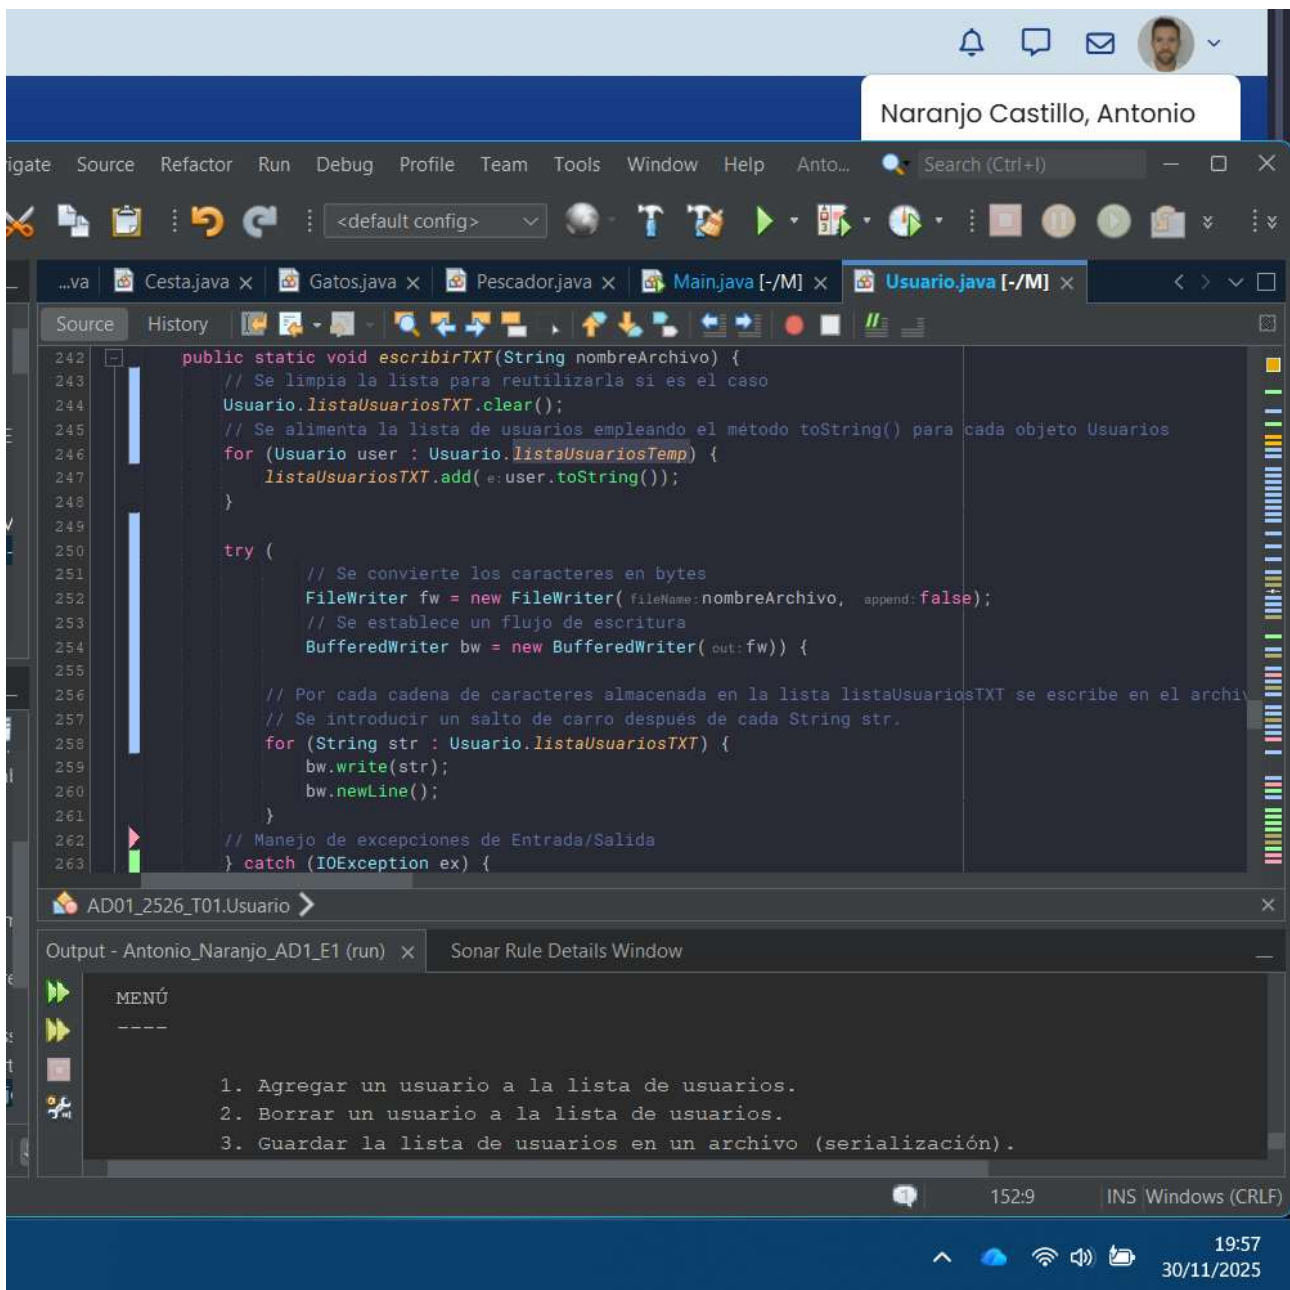 Naranjo Castillo, Antonio
igate Source Refactor Run Debug Profile Team Tools Window Help Anto... Search (Ctrl+I)
<default config>
...va Cesta.java Gatos.java Pescador.java Main.java [-/M] Usuario.java [-/M]
Source History
242 public static void escribirTXT(String nombreArchivo) {
243 // Se limpia la lista para reutilizarla si es el caso
244 Usuario.listaUsuariosTXT.clear();
245 // Se alimenta la lista de usuarios empleando el método toString() para cada objeto Usuarios
246 for (Usuario user : Usuario.listaUsuariosTemp) {
247 listaUsuariosTXT.add( e: user.toString());
248 }
249
250 try (
251 // Se convierte los caracteres en bytes
252 FileWriter fw = new FileWriter( fileName: nombreArchivo, append: false);
253 // Se establece un flujo de escritura
254 BufferedWriter bw = new BufferedWriter( out: fw)) {
255
256 // Por cada cadena de caracteres almacenada en la lista listaUsuariosTXT se escribe en el archiv
257 // Se introducir un salto de carro después de cada String str.
258 for (String str : Usuario.listaUsuariosTXT) {
259 bw.write(str);
260 bw.newLine();
261 }
262 // Manejo de excepciones de Entrada/Salida
263 } catch (IOException ex) {
AD01_2526_T01.Usuario
Output - Antonio_Naranjo_AD1_E1 (run) Sonar Rule Details Window
MENÚ
----
1. Agregar un usuario a la lista de usuarios.
2. Borrar un usuario a la lista de usuarios.
3. Guardar la lista de usuarios en un archivo (serialización).
1 152:9 INS Windows (CRLF)
19:57
30/11/2025